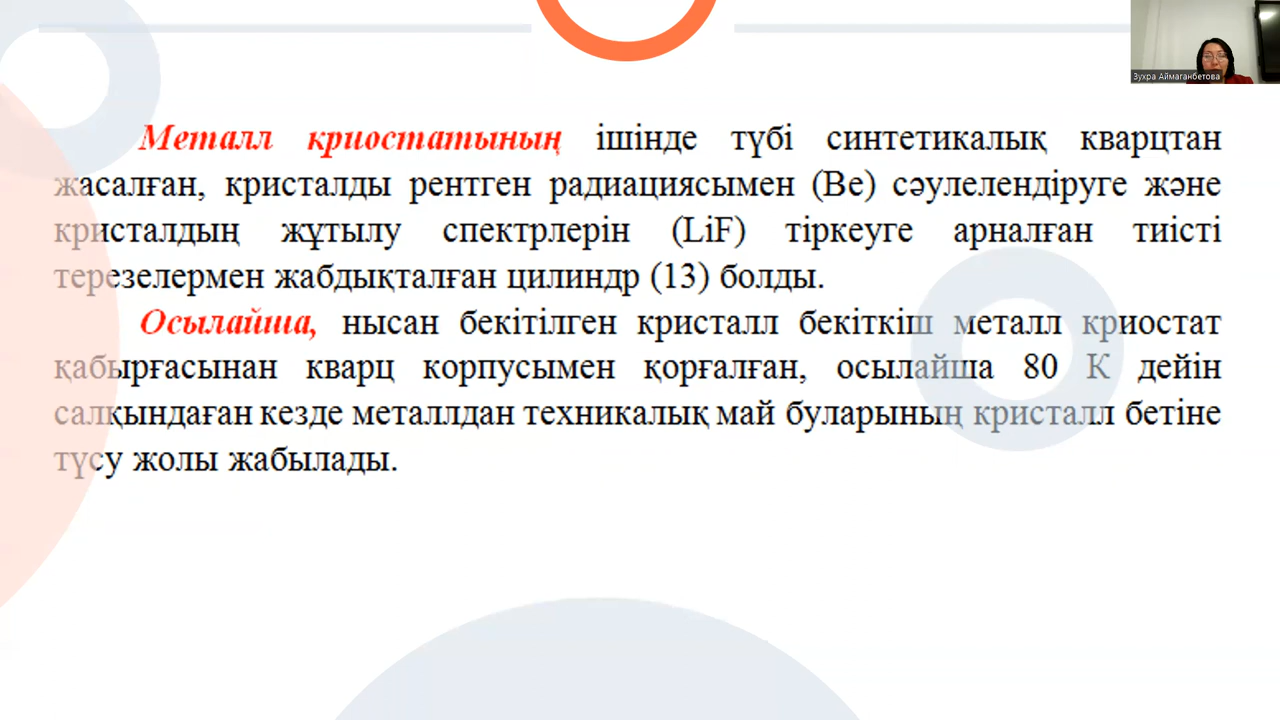 Зухра Аймаганбетова
Металл криостатының ішінде түбі синтетикалық кварцтан
жасалған, кристалды рентген радиациясымен (Be) сәулелендіруге және
кристалдың жұтылу спектрлерін (LiF) тіркеуге арналған тиісті
терезелермен жабдықталған цилиндр (13) болды.
Осылайша, нысан бекітілген кристалл бекіткіш металл криостат
қабырғасынан кварц корпусымен қорғалған, осылайша 80 К дейін
салқындаған кезде металлдан техникалық май буларының кристалл бетіне
түсу жолы жабылады.